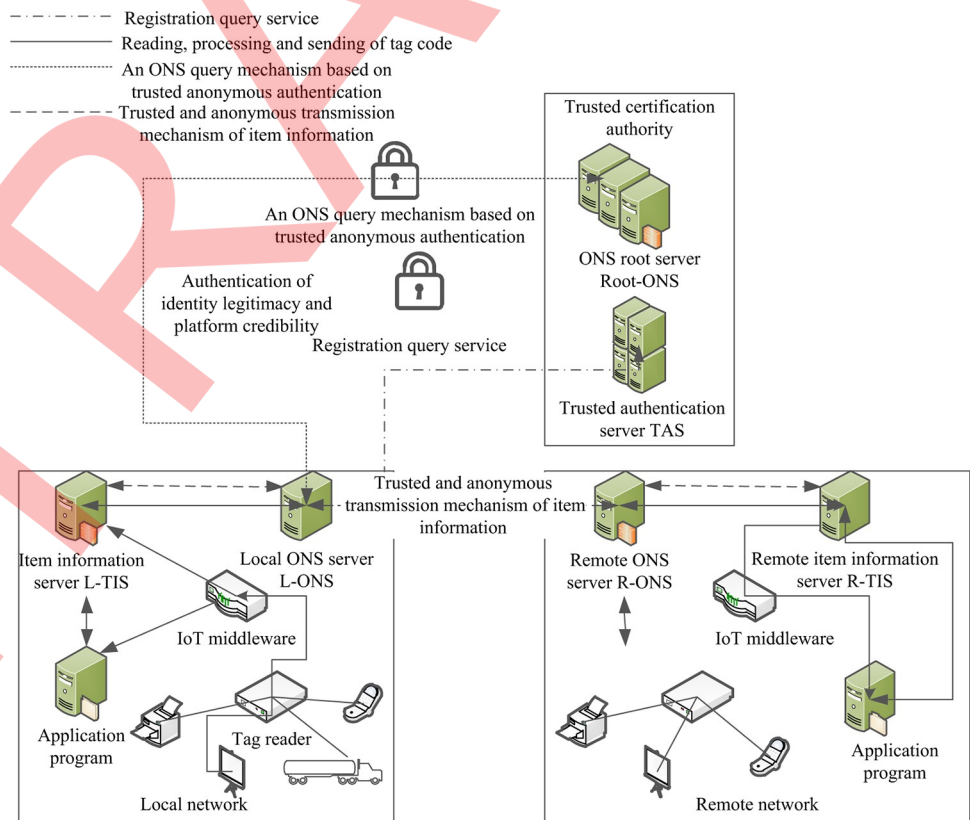 Registration query service
Reading, processing and sending of tag code
An ONS query mechanism based on
trusted anonymous authentication
Trusted and anonymous transmission
mechanism of item information
Trusted certification
authority
An ONS query mechanism based on
trusted anonymous authentication
ONS root server
Root-ONS
Authentication of
identity legitimacy and
platform credibility
Registration query service
Trusted authentication
server TAS
Trusted and anonymous
transmission mechanism of item
information
Item information
server L-TIS
Local ONS server
L-ONS
Remote ONS
server R-ONS
Remote item information
server R-TIS
IoT middleware
IoT middleware
Application
program
Tag reader
Application
program
Local network
Remote network